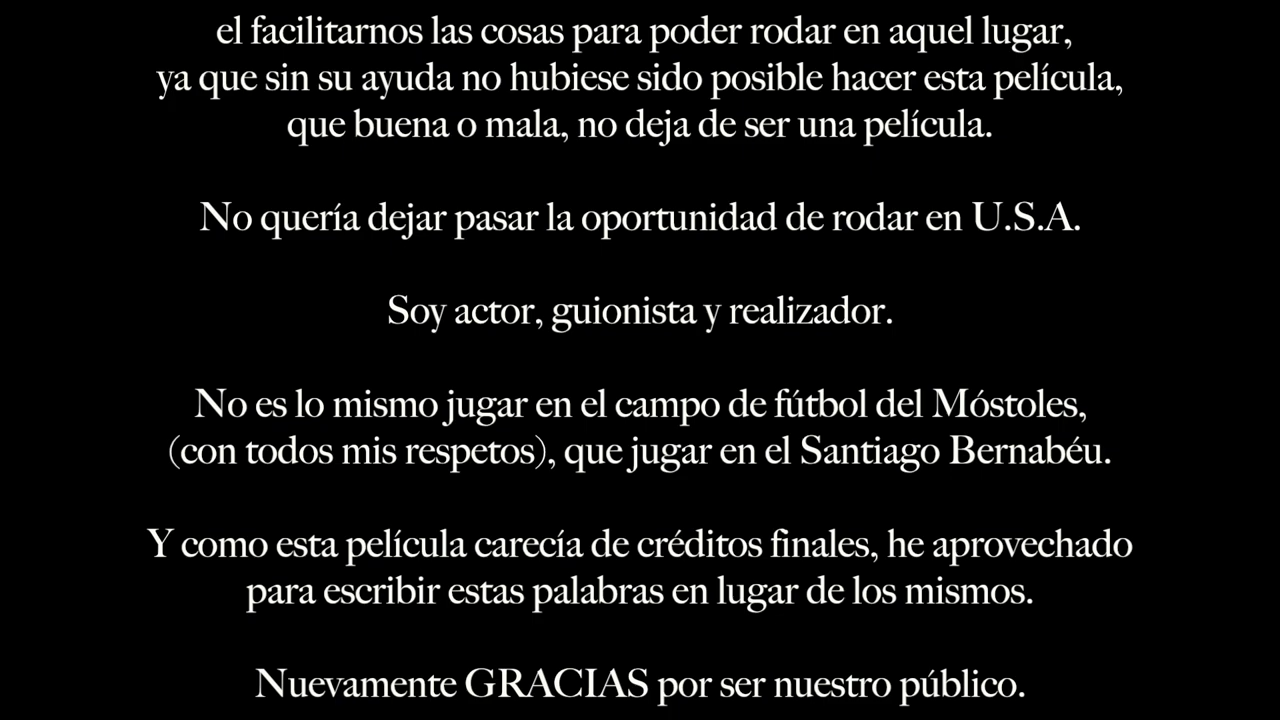 el facilitarnos las cosas para poder rodar en aquel lugar,
ya que sin su ayuda no hubiese sido posible hacer esta película,
que buena o mala, no deja de ser una película.
No quería dejar pasar la oportunidad de rodar en U.S.A.
Soy actor, guionista y realizador.
No es lo mismo jugar en el campo de fútbol del Móstoles,
(con todos mis respetos), que jugar en el Santiago Bernabéu.
Y como esta película carecía de créditos finales, he aprovechado
para escribir estas palabras en lugar de los mismos.
Nuevamente GRACIAS por ser nuestro público.